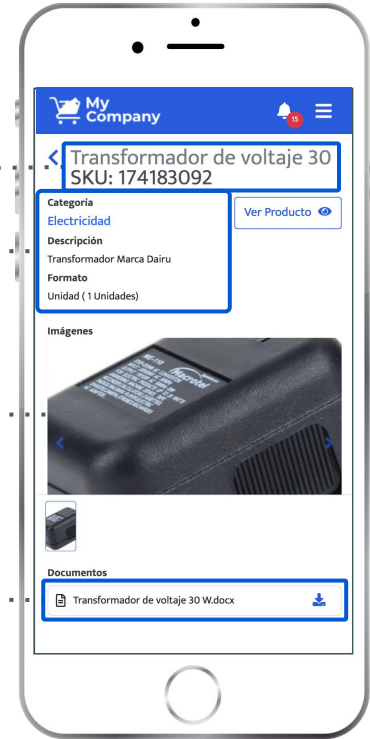 My
Company
15
Transformador de voltaje 30
SKU: 174183092
Categoría
Electricidad
Ver Producto
Descripción
Transformador Marca Dairu
Formato
Unidad ( 1 Unidades)
Imágenes
Macrotel
Documentos
Transformador de voltaje 30 W.docx